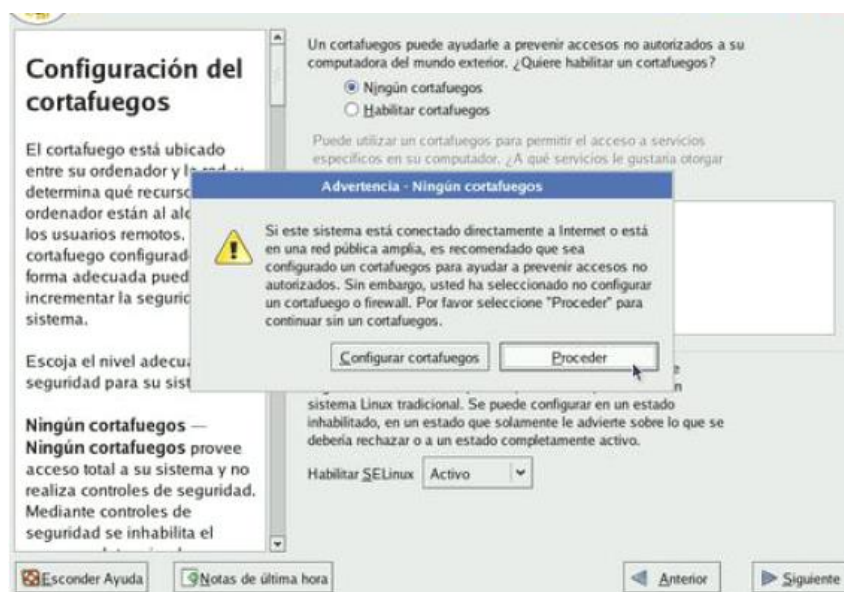 Configuración del
cortafuegos
El cortafuego está ubicado
entre su ordenador y la red, y
determina qué recurs
ordenador están al al
los usuarios remotos.
cortafuego configurad
forma adecuada pued
incrementar la segurid
sistema.
Escoja el nivel adecu
seguridad para su sist
Ningún cortafuegos —
Ningún cortafuegos provee
acceso total a su sistema y no
realiza controles de seguridad.
Mediante controles de
seguridad se inhabilita el
Un cortafuegos puede ayudarle a prevenir accesos no autorizados a su
computadora del mundo exterior. ¿Quiere habilitar un cortafuegos?
Ningún cortafuegos
Habilitar cortafuegos
Puede utilizar un cortafuegos para permitir el acceso a servicios
específicos en su computador. ¿A qué servicios le gustaría otorgar
Advertencia - Ningún cortafuegos
Si este sistema está conectado directamente a Internet o está
en una red pública amplia, es recomendado que sea
configurado un cortafuegos para ayudar a prevenir accesos no
autorizados. Sin embargo, usted ha seleccionado no configurar
un cortafuego o firewall. Por favor seleccione "Proceder" para
continuar sin un cortafuegos.
Configurar cortafuegos
Proceder
sistema Linux tradicional. Se puede configurar en un estado
inhabilitado, en un estado que solamente le advierte sobre lo que se
debería rechazar o a un estado completamente activo.
Habilitar SELinux Activo
Esconder Ayuda
Notas de última hora
Anterior
Siguiente